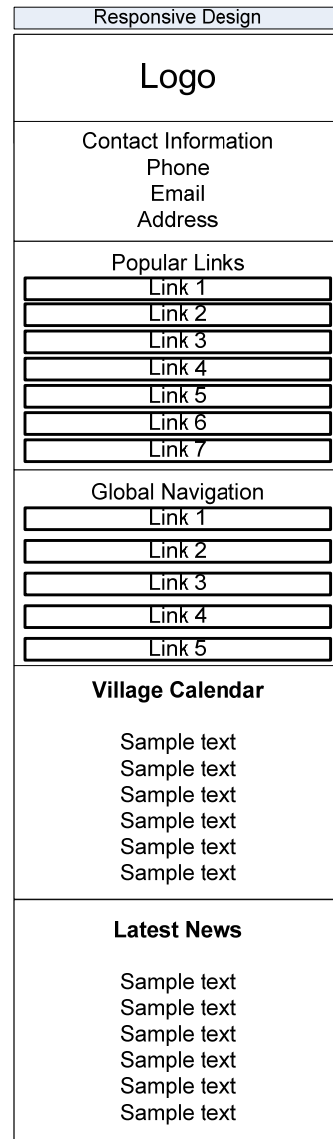 Responsive Design
Logo
Contact Information
Phone
Email
Address
Popular Links
Link 1
Link 2
Link 3
Link 4
Link 5
Link 6
Link 7
Global Navigation
Link 1
Link 2
Link 3
Link 4
Link 5
Village Calendar
Sample text
Sample text
Sample text
Sample text
Sample text
Sample text
Latest News
Sample text
Sample text
Sample text
Sample text
Sample text
Sample text